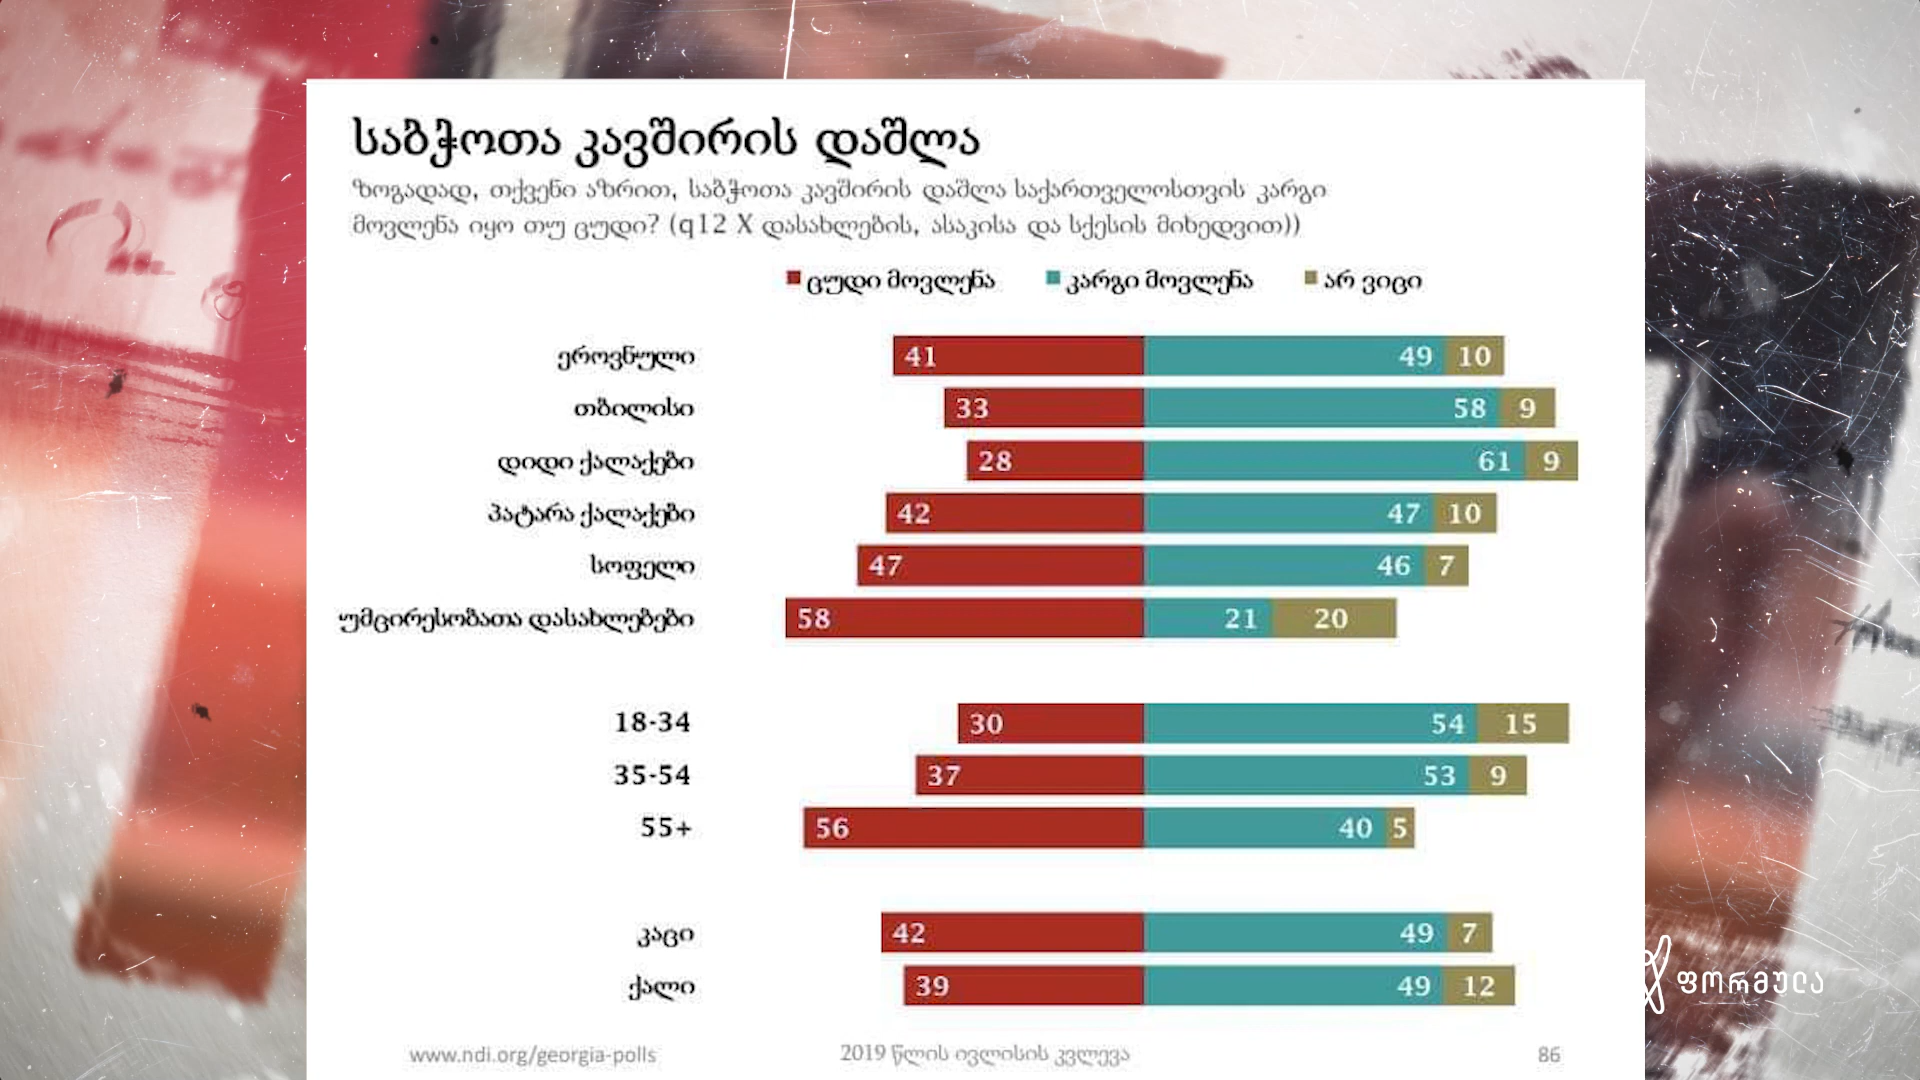 საბჭოთა კავშირის დაშლა
ზოგადად, თქვენი აზრით, საბჭოთა კავშირის დაშლა საქართველოსთვის კარგი
მოვლენა იყო თუ ცუდი? (q12 X დასახლების, ასაკისა და სქესის მიხედვით))
ცუდი მოვლენა კარგი მოვლენა არ ვიცი
ეროვნული 41 49 10
თბილისი 33 58 9
დიდი ქალაქები 28 61 9
პატარა ქალაქები 42 47 10
სოფელი 47 46 7
უმცირესობათა დასახლებები 58 21 20
18-34 30 54 15
35-54 37 53 9
55+ 56 40 5
კაცი 42 49 7
ქალი 39 49 12
ფორმულა
www.ndi.org/georgia-polls 2019 წლის ივლისის კვლევა 86